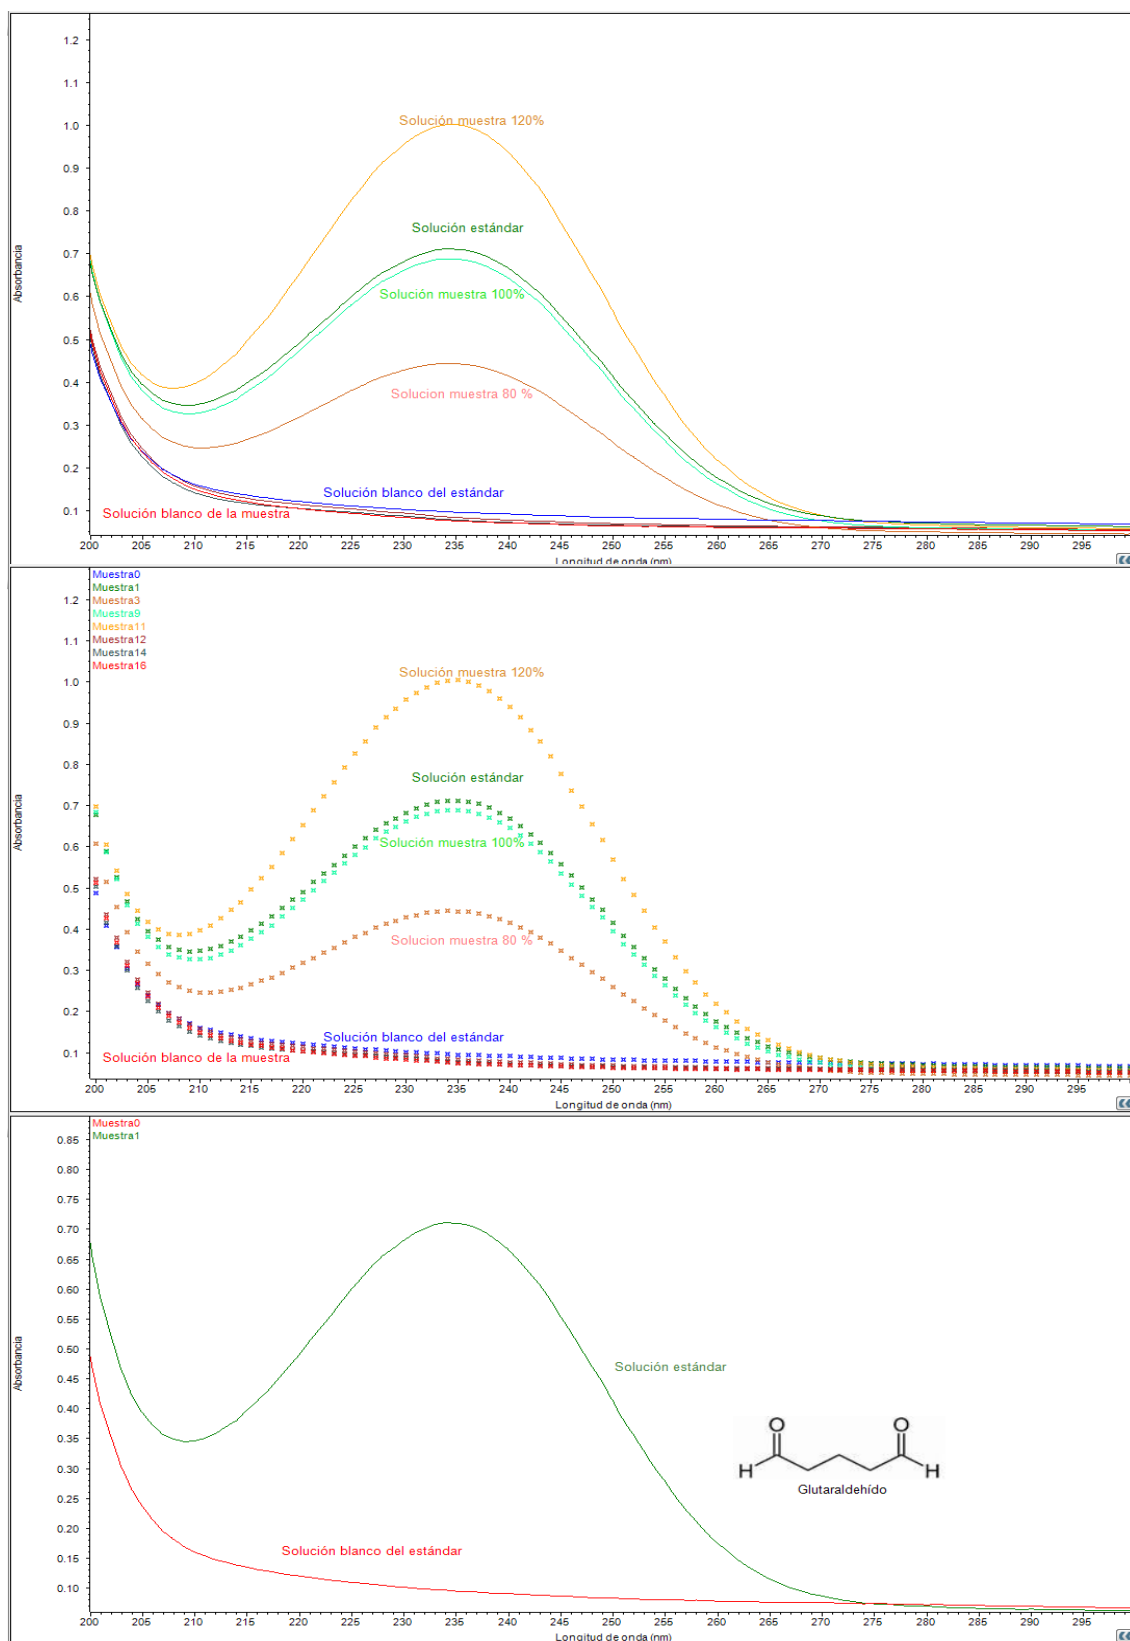 1.2
1.1
Solución muestra 120%
1.0
0.9
0.8
Solución estándar
0.7
Absorbancia
0.6
Solución muestra 100%
0.5
0.4
Solucion muestra 80 %
0.3
0.2
Solución blanco del estándar
Solución blanco de la muestra
0.1
200 205 210 215 220 225 230 235 240 245 250 255 260 265 270 275 280 285 290 295
Longitud de onda (nm)
Muestra0
Muestra1
Muestra3
Muestra9
Muestra11
Muestra12
Muestra14
Muestra16
1.2
1.1
1.0
Solución muestra 120%
0.9
0.8
Solución estándar
0.7
Absorbancia
0.6
Solución muestra 100%
0.5
0.4
Solucion muestra 80 %
0.3
0.2
Solución blanco del estándar
Solución blanco de la muestra
0.1
200 205 210 215 220 225 230 235 240 245 250 255 260 265 270 275 280 285 290 295
Longitud de onda (nm)
Muestra0
Muestra1
0.85
0.80
0.75
0.70
0.65
0.60
0.55
0.50
Absorbancia
0.45
Solución estándar
0.40
0.35
0.30
O O
H H
Glutaraldehído
0.25
0.20
0.15
Solución blanco del estándar
0.10
200 205 210 215 220 225 230 235 240 245 250 255 260 265 270 275 280 285 290 295
Longitud de onda (nm)